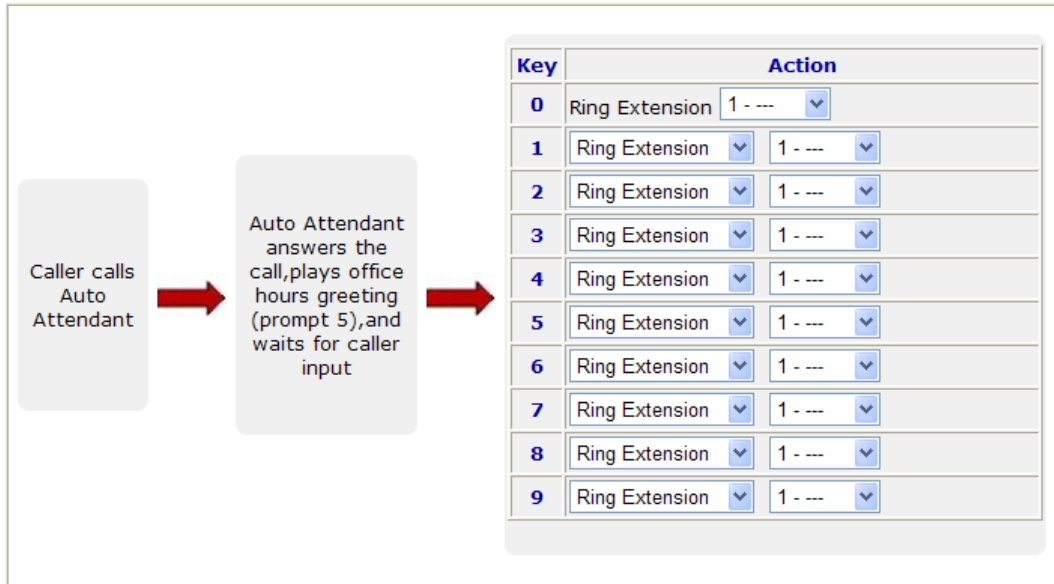 Caller calls
Auto
Attendant
Auto Attendant
answers the
call,plays office
hours greeting
(prompt 5),and
waits for caller
input
Key Action
0 Ring Extension 1 - ---
1 Ring Extension 1 - ---
2 Ring Extension 1 - ---
3 Ring Extension 1 - ---
4 Ring Extension 1 - ---
5 Ring Extension 1 - ---
6 Ring Extension 1 - ---
7 Ring Extension 1 - ---
8 Ring Extension 1 - ---
9 Ring Extension 1 - ---